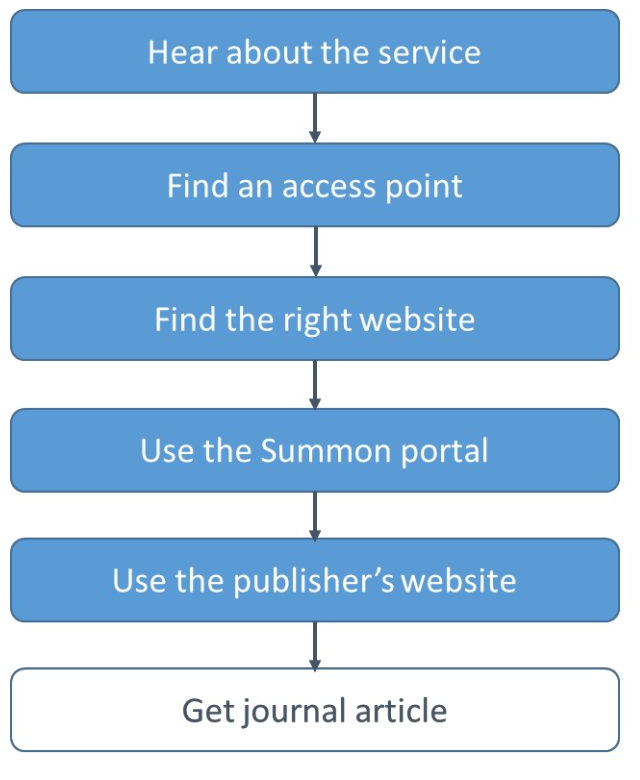 Hear about the service
Find an access point
Find the right website
Use the Summon portal
Use the publisher’s website
Get journal article